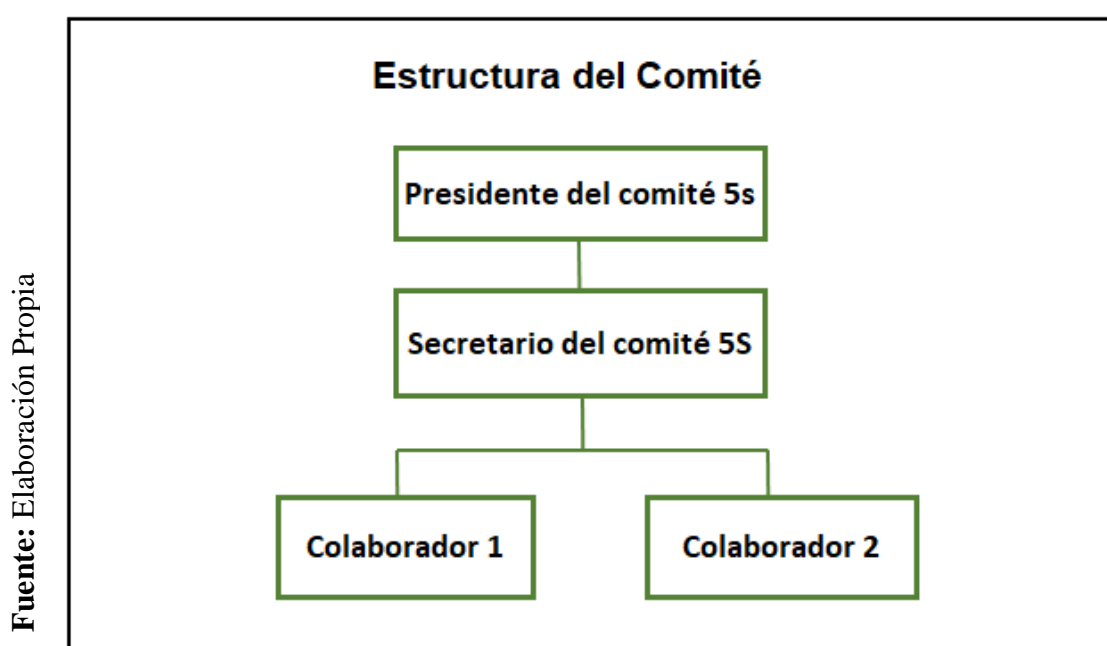 Estructura del Comité
Presidente del comité 5s
Secretario del comité 5S
Colaborador 1
Colaborador 2
Fuente: Elaboración Propia